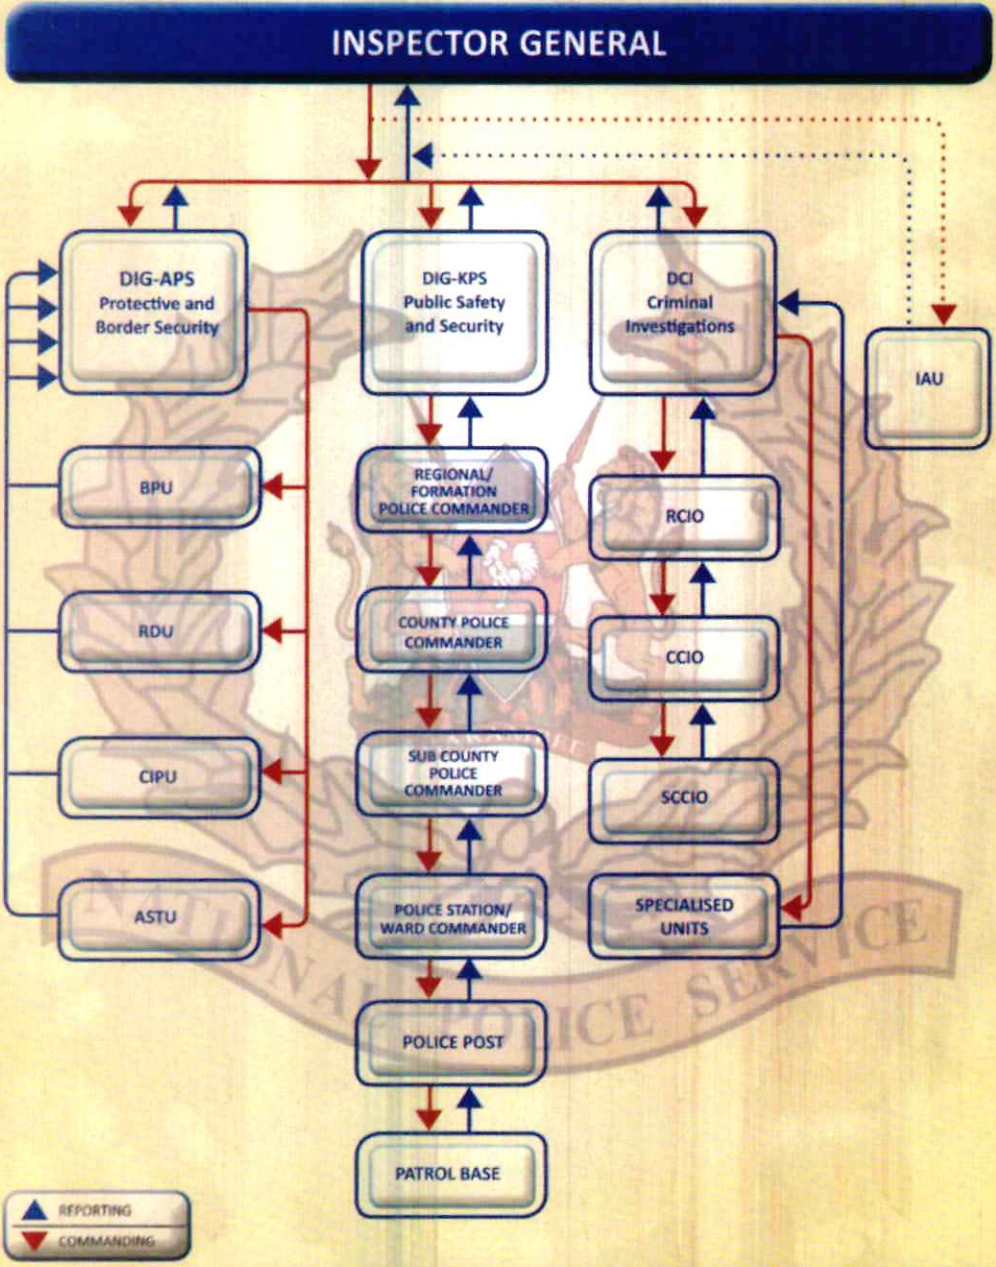 INSPECTOR GENERAL
DIG-APS
Protective and
Border Security
DIG-KPS
Public Safety
and Security
DCI
Criminal
Investigations
IAU
BPU
RDU
CIPU
ASTU
REGIONAL/
FORMATION
POLICE COMMANDER
COUNTY POLICE
COMMANDER
SUB COUNTY
POLICE
COMMANDER
POLICE STATION/
WARD COMMANDER
POLICE POST
PATROL BASE
RCIO
CCIO
SCCIO
SPECIALISED
UNITS
HARAMBEE
NATIONAL POLICE SERVICE
REPORTING
COMMANDING